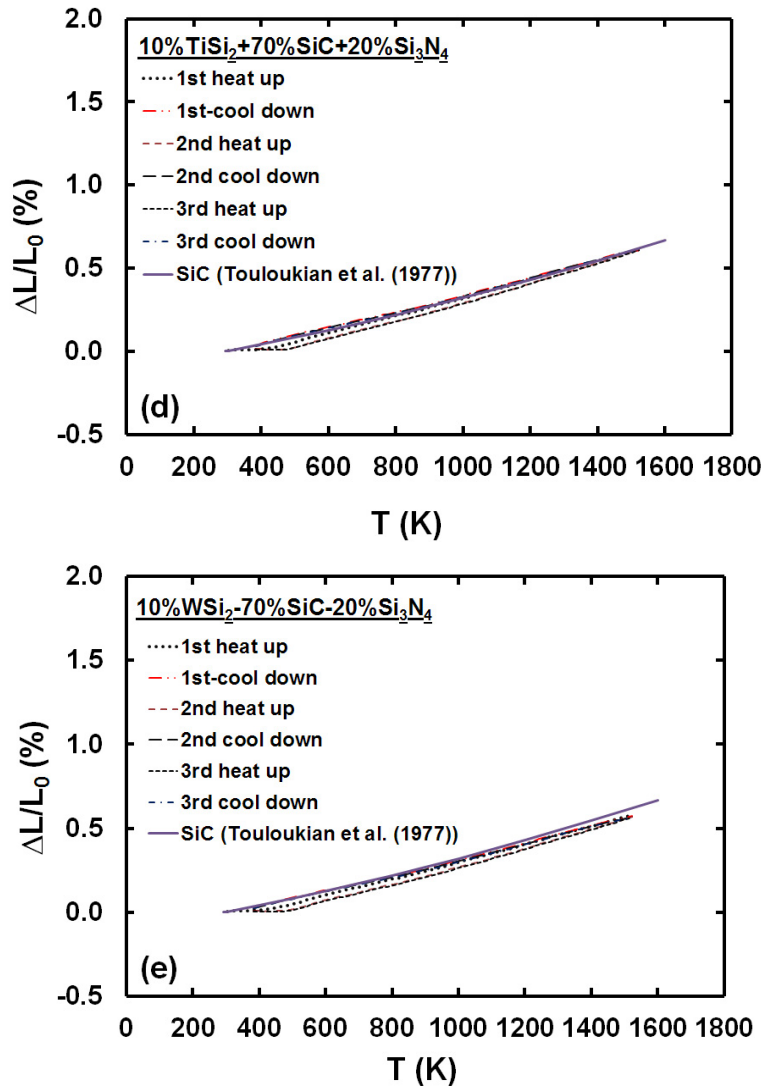 2.0
10%TiSi2+70%SiC+20%Si3N4
1st heat up
1.5
1st-cool down
2nd heat up
1.0
2nd cool down
3rd heat up
3rd cool down
0.5
SiC (Touloukian et al. (1977))
ΔL/L0 (%)
0.0
(d)
-0.5
0 200 400 600 800 1000 1200 1400 1600 1800
T (K)
2.0
10%WSi2-70%SiC-20%Si3N4
1st heat up
1.5
1st-cool down
2nd heat up
1.0
2nd cool down
3rd heat up
3rd cool down
0.5
SiC (Touloukian et al. (1977))
ΔL/L0 (%)
0.0
(e)
-0.5
0 200 400 600 800 1000 1200 1400 1600 1800
T (K)